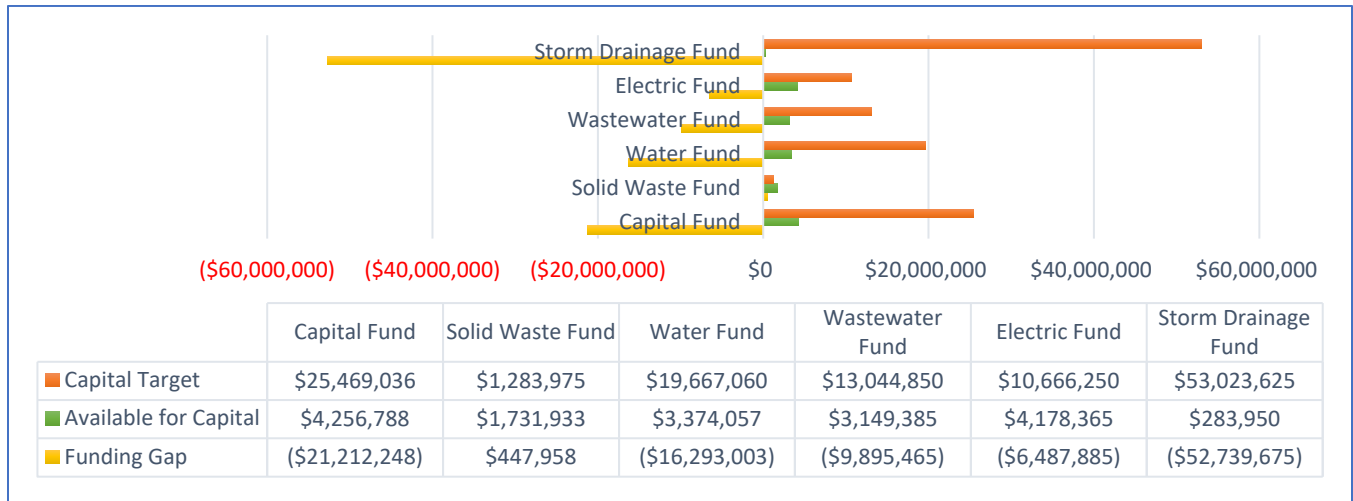 Storm Drainage Fund
Electric Fund
Wastewater Fund
Water Fund
Solid Waste Fund
Capital Fund
($60,000,000) ($40,000,000) ($20,000,000) $0 $20,000,000 $40,000,000 $60,000,000
Capital Fund Solid Waste Fund Water Fund Wastewater Fund Electric Fund Storm Drainage Fund
Capital Target $25,469,036 $1,283,975 $19,667,060 $13,044,850 $10,666,250 $53,023,625
Available for Capital $4,256,788 $1,731,933 $3,374,057 $3,149,385 $4,178,365 $283,950
Funding Gap ($21,212,248) $447,958 ($16,293,003) ($9,895,465) ($6,487,885) ($52,739,675)